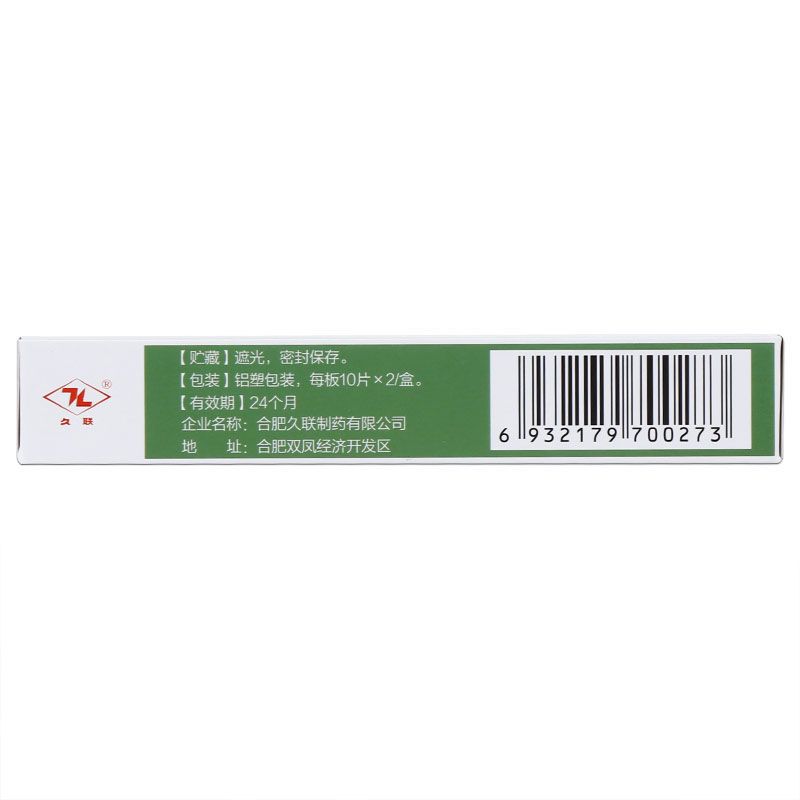 【贮藏】遮光，密封保存。
【包装】铝塑包装，每板10片×2/盒。
【有效期】24个月
企业名称：合肥久联制药有限公司
地 址：合肥双凤经济开发区
®
久 联
6 932179 700273